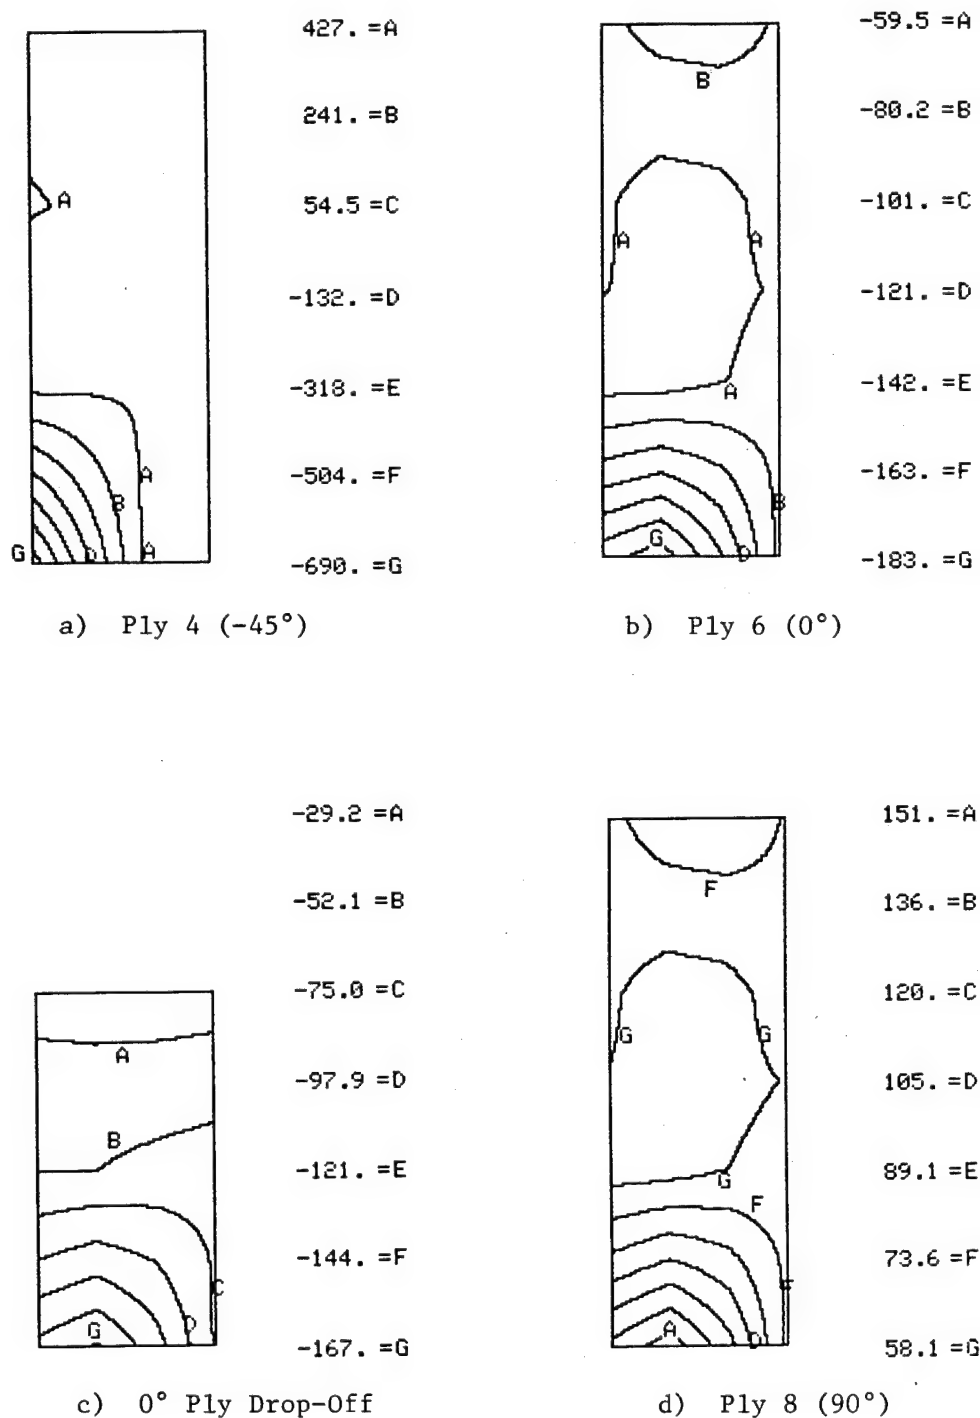 427. =A
241. =B
A
54.5 =C
-132. =D
-318. =E
A
-504. =F
B
G D A
-690. =G
a) Ply 4 (-45°)
-59.5 =A
B
-80.2 =B
-101. =C
A A
-121. =D
-142. =E
A
-163. =F
B
G
D
-183. =G
b) Ply 6 (0°)
-29.2 =A
-52.1 =B
-75.0 =C
A
-97.9 =D
B
-121. =E
-144. =F
C
G D
-167. =G
c) 0° Ply Drop-Off
151. =A
F
136. =B
120. =C
G G
105. =D
89.1 =E
G
F
73.6 =F
F
A D
58.1 =G
d) Ply 8 (90°)